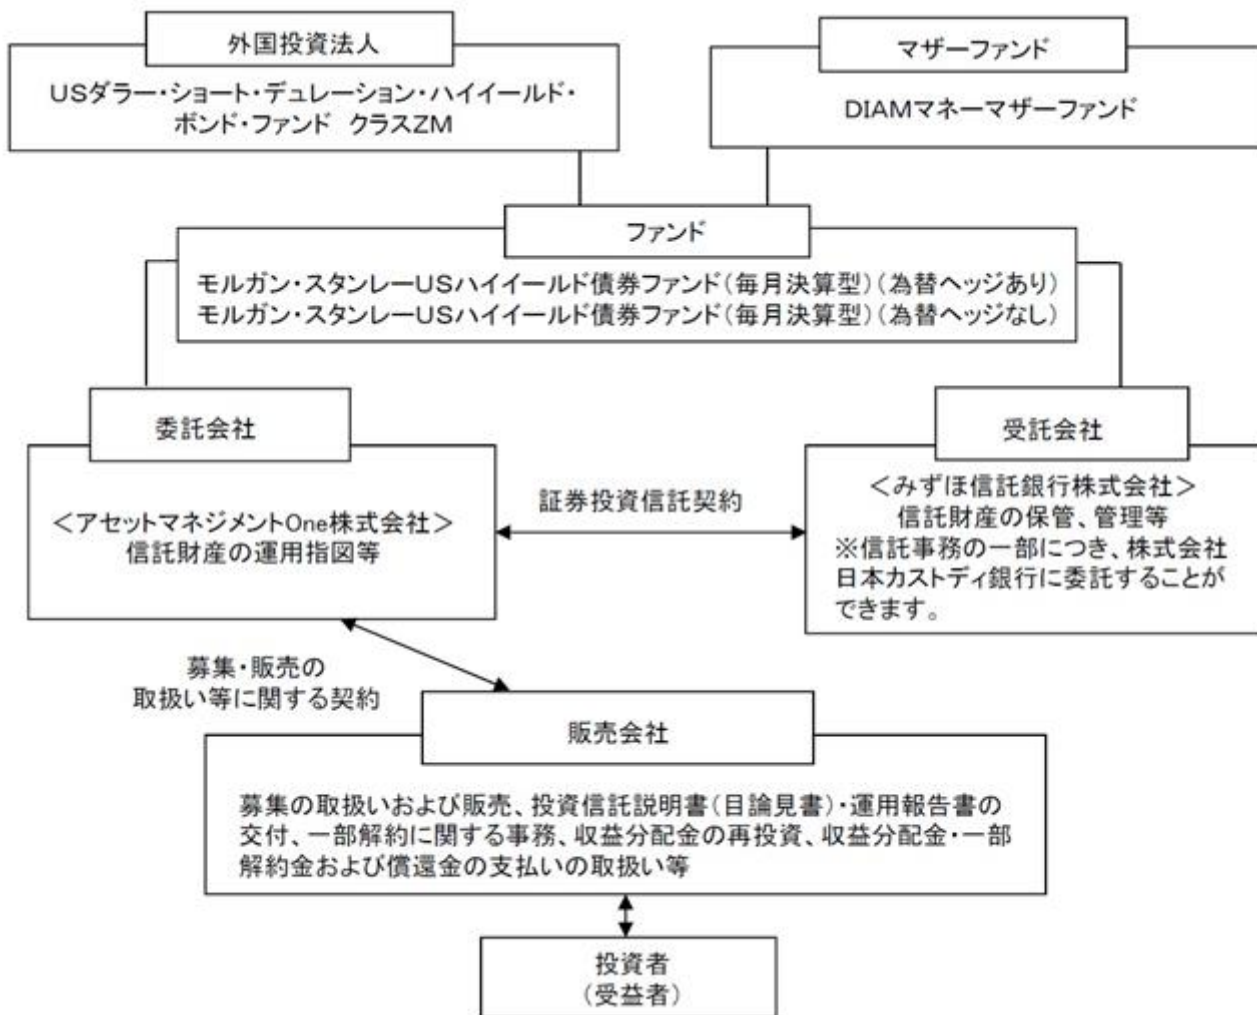 外国投資法人
USダラー・ショート・デュレーション・ハイイールド・
ボンド・ファンド クラスZM
マザーファンド
DIAMマネーマザーファンド
ファンド
モルガン・スタンレーUSハイイールド債券ファンド(毎月決算型)(為替ヘッジあり)
モルガン・スタンレーUSハイイールド債券ファンド(毎月決算型)(為替ヘッジなし)
委託会社
<アセットマネジメントOne株式会社>
信託財産の運用指図等
証券投資信託契約
受託会社
<みずほ信託銀行株式会社>
信託財産の保管、管理等
※信託事務の一部につき、株式会社
日本カストディ銀行に委託することが
できます。
募集・販売の
取扱い等に関する契約
販売会社
募集の取扱いおよび販売、投資信託説明書(目論見書)・運用報告書の
交付、一部解約に関する事務、収益分配金の再投資、収益分配金・一部
解約金および償還金の支払いの取扱い等
投資者
(受益者)